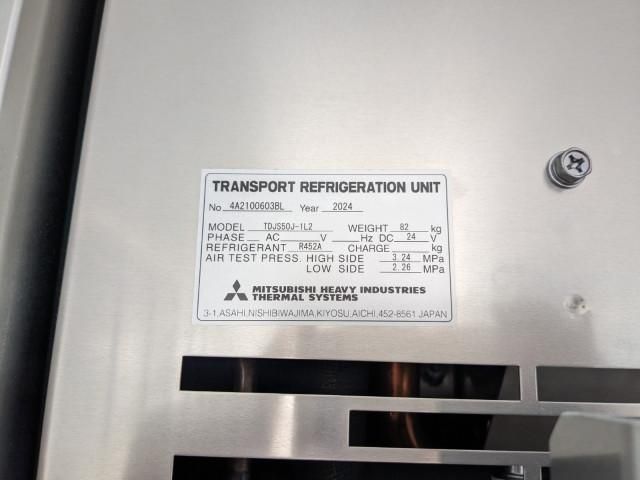 TRANSPORT REFRIGERATION UNIT
No. 4A2100603BL Year 2024
MODEL TDJS50J-1L2 WEIGHT 82 kg
PHASE AC V Hz DC 24 V
REFRIGERANT R452A CHARGE kg
AIR TEST PRESS. HIGH SIDE 3.24 MPa
LOW SIDE 2.26 MPa
MITSUBISHI HEAVY INDUSTRIES
THERMAL SYSTEMS
3-1, ASAHI, NISHIBIWAJIMA, KIYOSU, AICHI, 452-8561 JAPAN